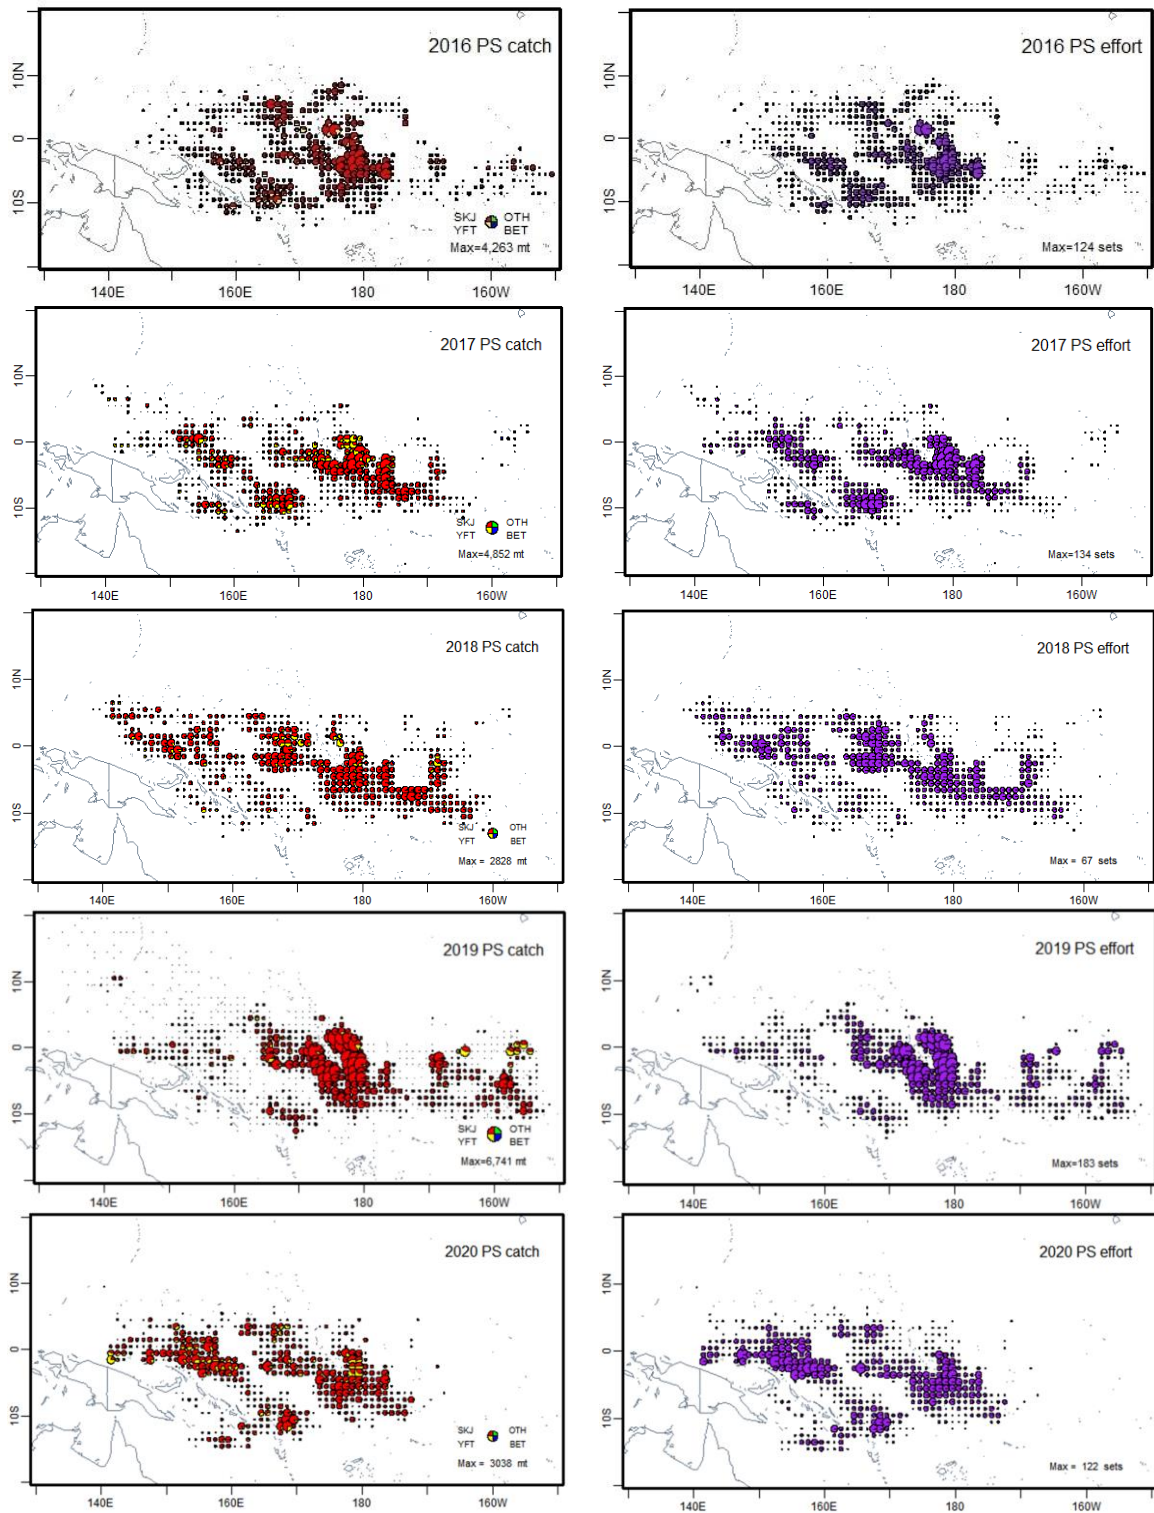 2016 PS catch
10N
0
10S
SKJ OTH
YFT BET
Max=4,263 mt
140E 160E 180 160W
2016 PS effort
10N
0
10S
Max=124 sets
140E 160E 180 160W
2017 PS catch
10N
0
10S
SKJ OTH
YFT BET
Max=4,852 mt
140E 160E 180 160W
2017 PS effort
10N
0
10S
Max=134 sets
140E 160E 180 160W
2018 PS catch
10N
0
10S
SKJ OTH
YFT BET
Max = 2828 mt
140E 160E 180 160W
2018 PS effort
10N
0
10S
Max = 67 sets
140E 160E 180 160W
2019 PS catch
10N
0
10S
SKJ OTH
YFT BET
Max=6,741 mt
140E 160E 180 160W
2019 PS effort
10N
0
10S
Max=183 sets
140E 160E 180 160W
2020 PS catch
10N
0
10S
SKJ OTH
YFT BET
Max = 3038 mt
140E 160E 180 160W
2020 PS effort
10N
0
10S
Max = 122 sets
140E 160E 180 160W